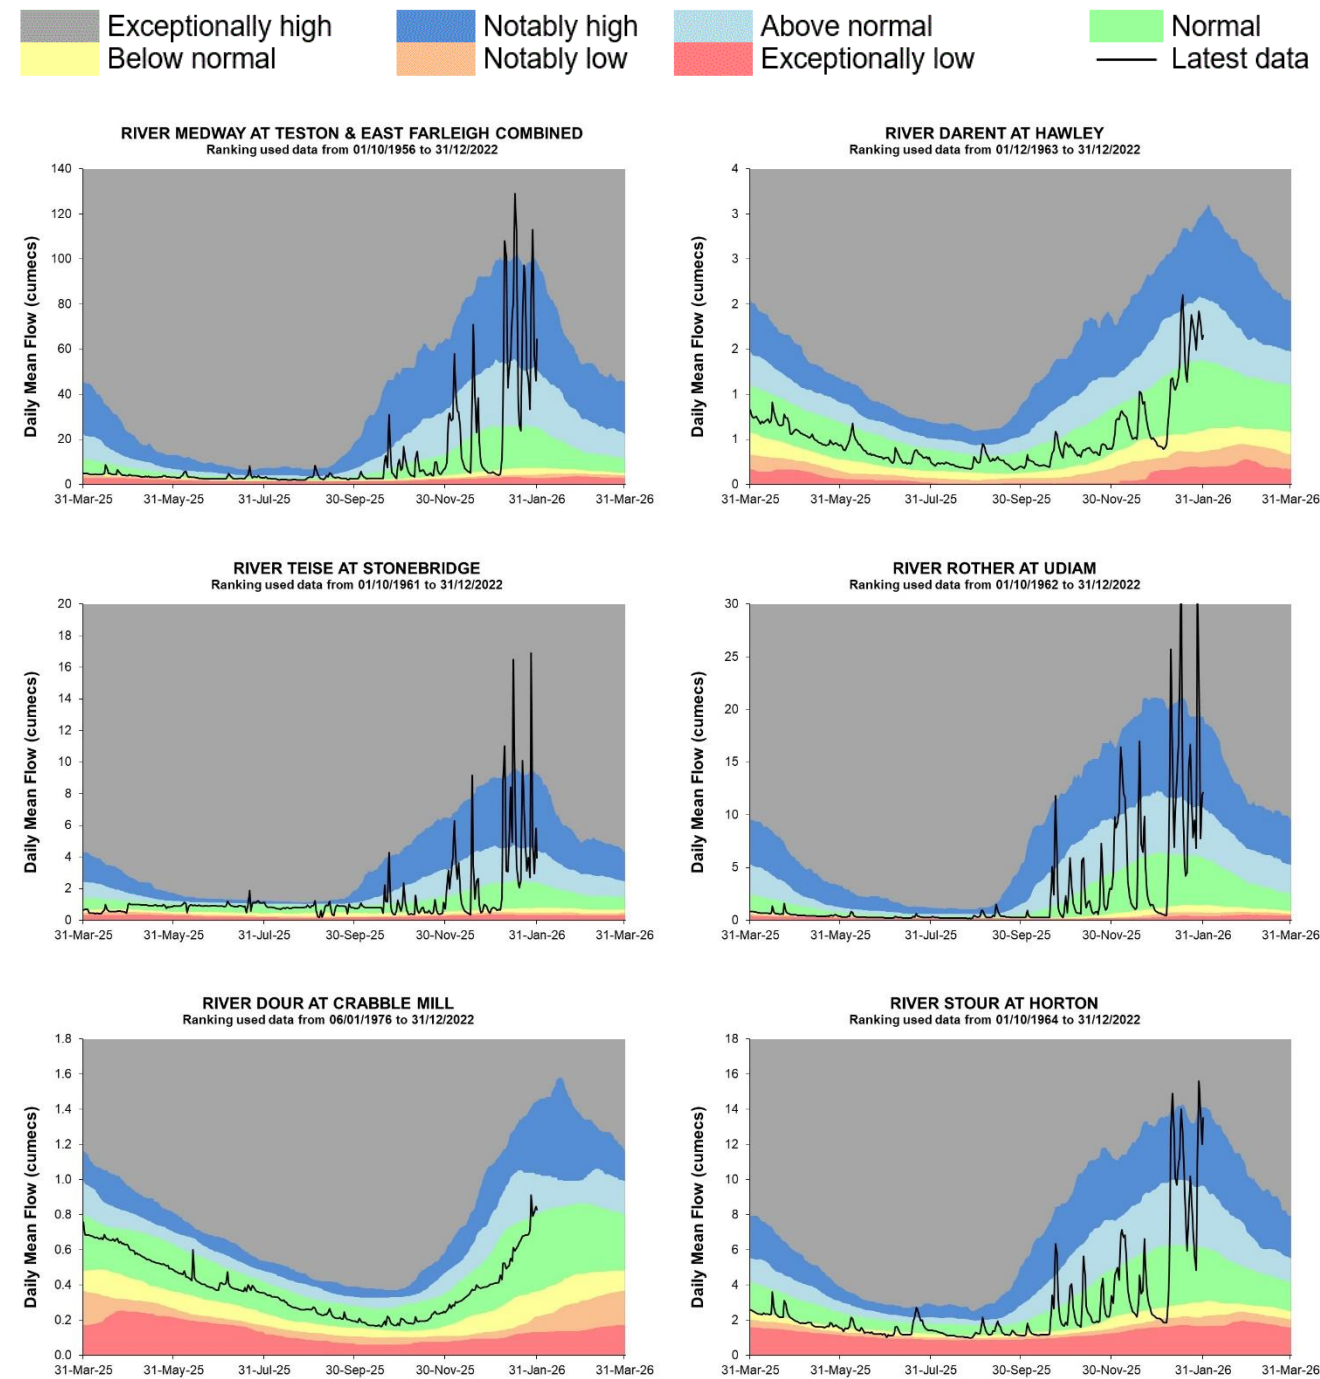 Exceptionally high Notably high Above normal Normal
Below normal Notably low Exceptionally low Latest data
RIVER MEDWAY AT TESTON & EAST FARLEIGH COMBINED
Ranking used data from 01/10/1956 to 31/12/2022
Daily Mean Flow (cumecs)
140
120
100
80
60
40
20
0
31-Mar-25 31-May-25 31-Jul-25 30-Sep-25 30-Nov-25 31-Jan-26 31-Mar-26
RIVER DARENT AT HAWLEY
Ranking used data from 01/12/1963 to 31/12/2022
Daily Mean Flow (cumecs)
4
3
3
2
2
1
1
0
31-Mar-25 31-May-25 31-Jul-25 30-Sep-25 30-Nov-25 31-Jan-26 31-Mar-26
RIVER TEISE AT STONEBRIDGE
Ranking used data from 01/10/1961 to 31/12/2022
Daily Mean Flow (cumecs)
20
18
16
14
12
10
8
6
4
2
0
31-Mar-25 31-May-25 31-Jul-25 30-Sep-25 30-Nov-25 31-Jan-26 31-Mar-26
RIVER ROTHER AT UDIAM
Ranking used data from 01/10/1962 to 31/12/2022
Daily Mean Flow (cumecs)
30
25
20
15
10
5
0
31-Mar-25 31-May-25 31-Jul-25 30-Sep-25 30-Nov-25 31-Jan-26 31-Mar-26
RIVER DOUR AT CRABBLE MILL
Ranking used data from 06/01/1976 to 31/12/2022
Daily Mean Flow (cumecs)
1.8
1.6
1.4
1.2
1.0
0.8
0.6
0.4
0.2
0.0
31-Mar-25 31-May-25 31-Jul-25 30-Sep-25 30-Nov-25 31-Jan-26 31-Mar-26
RIVER STOUR AT HORTON
Ranking used data from 01/10/1964 to 31/12/2022
Daily Mean Flow (cumecs)
18
16
14
12
10
8
6
4
2
0
31-Mar-25 31-May-25 31-Jul-25 30-Sep-25 30-Nov-25 31-Jan-26 31-Mar-26